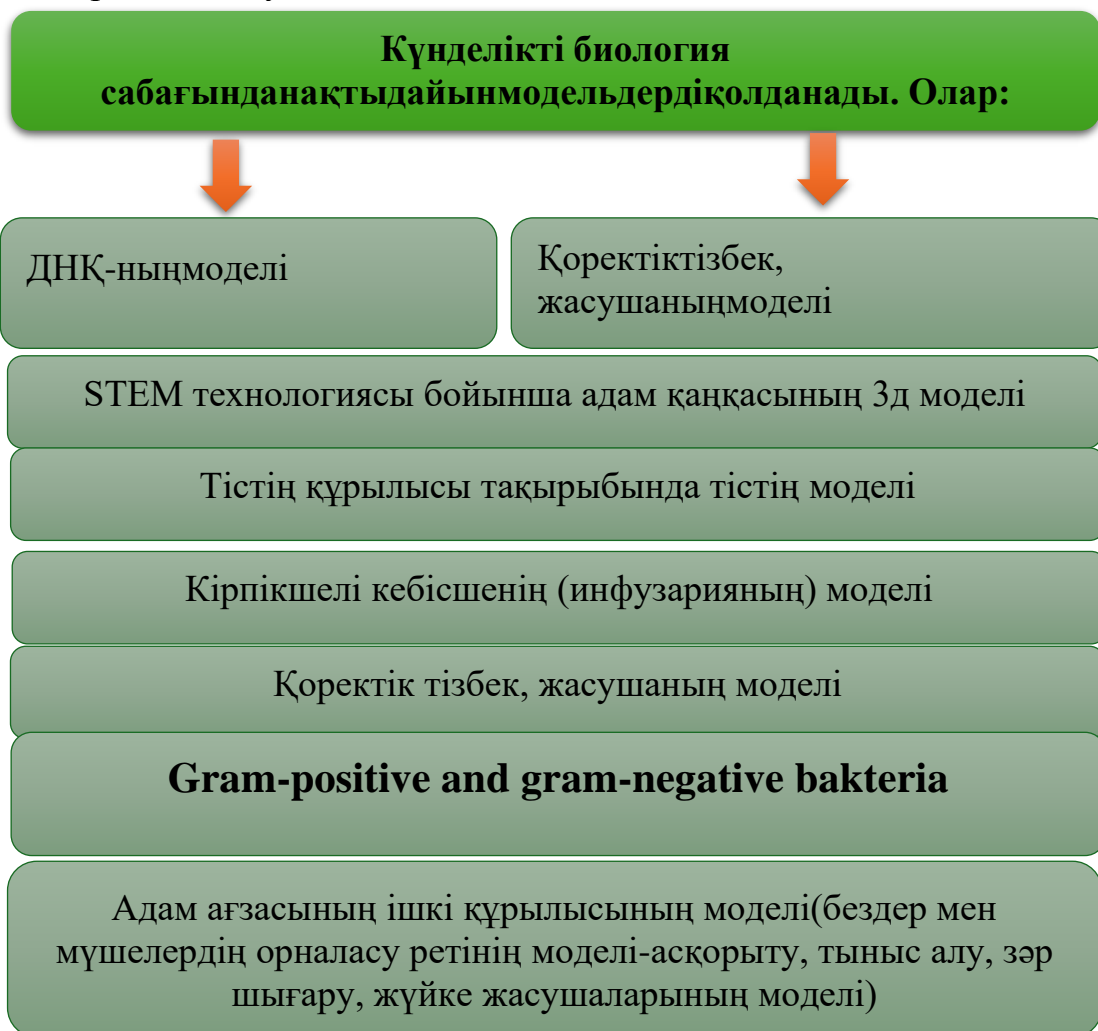 Күнделікті биология
сабағынданақтыдайынмодельдердіқолданады. Олар:
ДНҚ-ныңмоделі
Қоректіктізбек,
жасушаныңмоделі
STEM технологиясы бойынша адам қаңқасының 3д моделі
Тістің құрылысы тақырыбында тістің моделі
Кірпікшелі кебісшенің (инфузарияның) моделі
Қоректік тізбек, жасушаның моделі
Gram-positive and gram-negative bakteria
Адам ағзасының ішкі құрылысының моделі(бездер мен
мүшелердің орналасу ретінің моделі-асқорыту, тыныс алу, зәр
шығару, жүйке жасушаларының моделі)